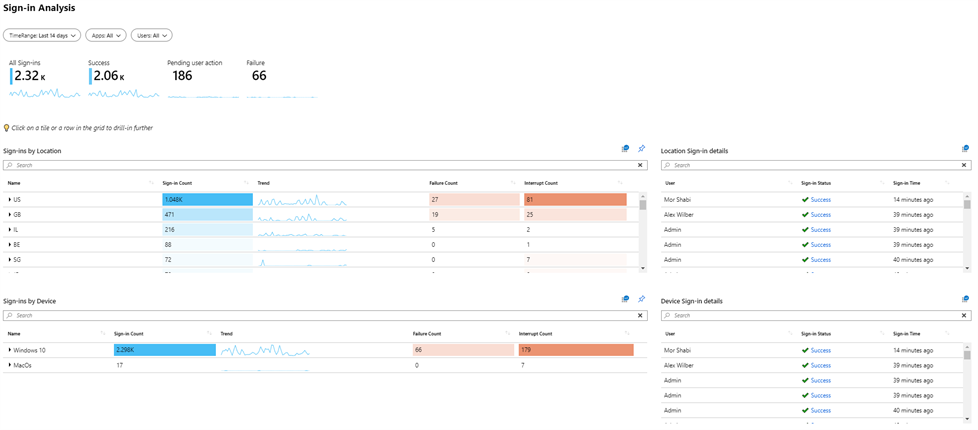 Sign-in Analysis
TimeRange: Last 14 days Apps: All Users: All
All Sign-ins Success Pending user action Failure
2.32 K 2.06 K 186 66
Click on a tile or a row in the grid to drill-in further
Sign-ins by Location
Search
Name Sign-in Count Trend Failure Count Interrupt Count
US 1.048K 27 81
GB 471 19 25
IL 216 5 2
BE 88 0 1
SG 72 0 7
Location Sign-in details
Search
User Sign-in Status Sign-in Time
Mor Shabi Success 14 minutes ago
Alex Wilber Success 39 minutes ago
Admin Success 39 minutes ago
Admin Success 39 minutes ago
Admin Success 40 minutes ago
Sign-ins by Device
Search
Name Sign-in Count Trend Failure Count Interrupt Count
Windows 10 2.298K 66 179
MacOs 17 0 7
Device Sign-in details
Search
User Sign-in Status Sign-in Time
Mor Shabi Success 14 minutes ago
Alex Wilber Success 39 minutes ago
Admin Success 39 minutes ago
Admin Success 39 minutes ago
Admin Success 40 minutes ago